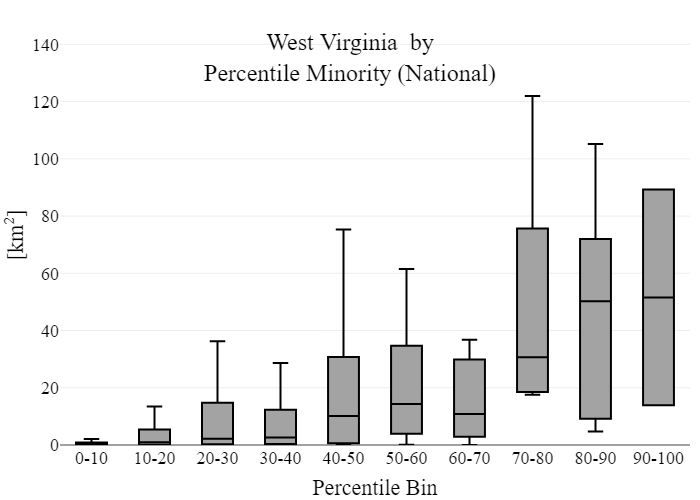 West Virginia by
Percentile Minority (National)
[km²]
140
120
100
80
60
40
20
0
0-10 10-20 20-30 30-40 40-50 50-60 60-70 70-80 80-90 90-100
Percentile Bin